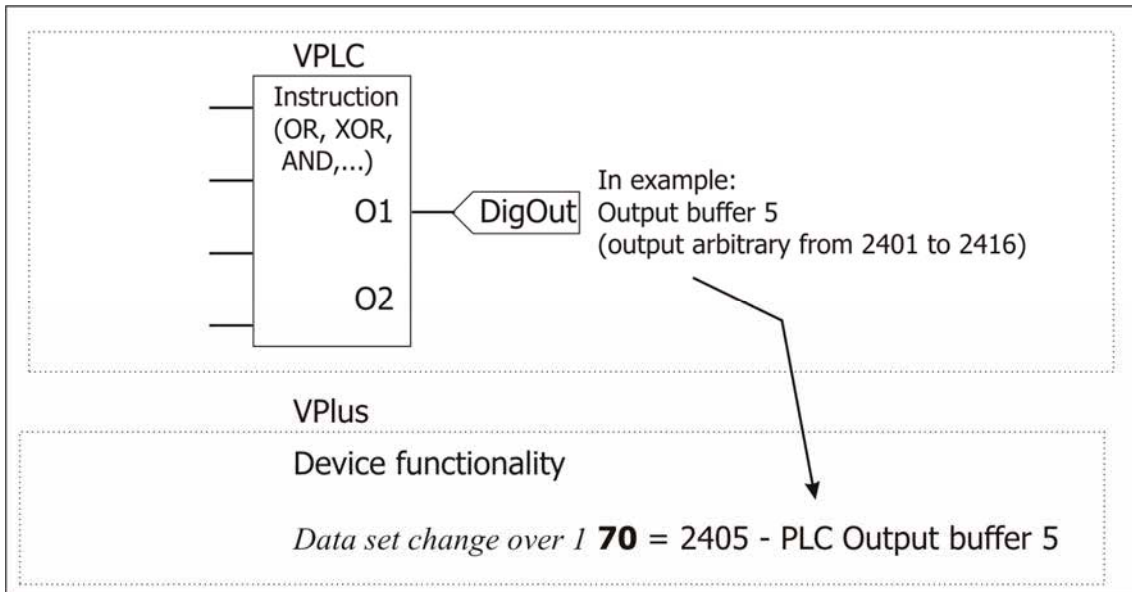 VPLC
Instruction
(OR, XOR,
AND,...)
O1
DigOut
In example:
Output buffer 5
(output arbitrary from 2401 to 2416)
O2
VPlus
Device functionality
Data set change over 1 70 = 2405 - PLC Output buffer 5